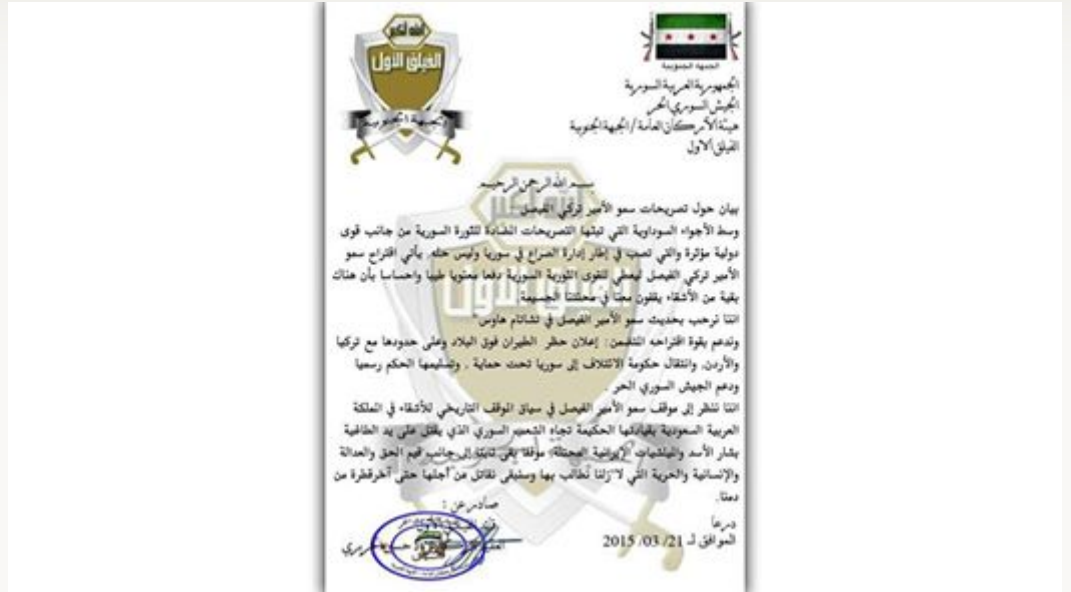 الله أكبر
الفيلق الأول
الجبهة الجنوبية
الجبهة الجنوبية
الجمهورية العربية السورية
الجيش السوري الحر
هيئة الأركان العامة / الجبهة الجنوبية
الفيلق الاول
بسم الله الرحمن الرحيم
بيان حول تصريحات سمو الأمير تركي الفيصل
وسط الأجواء السوداوية التي تبثها التصريحات المضادة للثورة السورية من جانب قوى
دولية مؤثرة والتي تصب في إطار إدارة الصراع في سوريا وليس حله. يأتي اقتراح سمو
الأمير تركي الفيصل ليعطي للقوى الثورية السورية دفعا معنويا طيبا واحساسا بأن هناك
بقية من الأشقاء يقفون معنا في محنتنا الجسيمة
اننا نرحب بحديث سمو الأمير الفيصل في تشاتام هاوس
وندعم بقوة اقتراحه المتضمن: إعلان حظر الطيران فوق البلاد وعلى حدودها مع تركيا
والأردن, وانتقال حكومة الائتلاف إلى سوريا تحت حماية , وتسليمها الحكم رسميا
ودعم الجيش السوري الحر .
اننا ننظر إلى موقف سمو الأمير الفيصل في سياق الموقف التاريخي للأشقاء في المملكة
العربية السعودية بقيادتها الحكيمة تجاه الشعب السوري الذي يقتل على يد الطاغية
بشار الأسد والميلشيات الإيرانية المحتلة, موقفا بقى ثابتا إلى جانب قيم الحق والعدالة
والإنسانية والحرية التي لا زلنا نطالب بها وسنبقى نقاتل من أجلها حتى آخر قطرة من
دمنا.
صادر عن :
درعا
الموافق لـ 21/ 03/ 2015